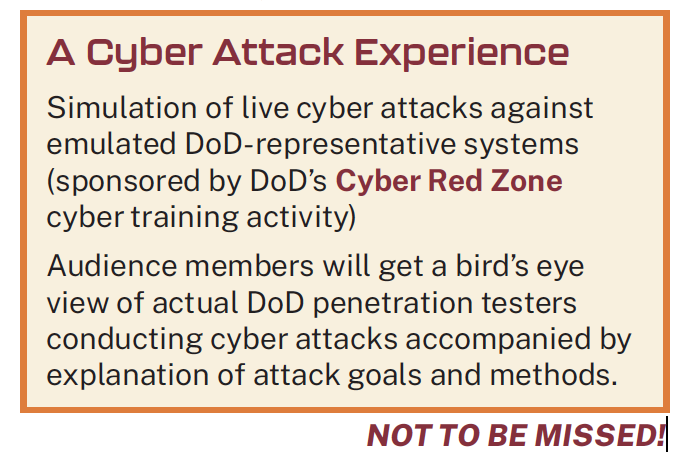 A Cyber Attack Experience
Simulation of live cyber attacks against
emulated DoD-representative systems
(sponsored by DoD’s Cyber Red Zone
cyber training activity)
Audience members will get a bird’s eye
view of actual DoD penetration testers
conducting cyber attacks accompanied by
explanation of attack goals and methods.
NOT TO BE MISSED!